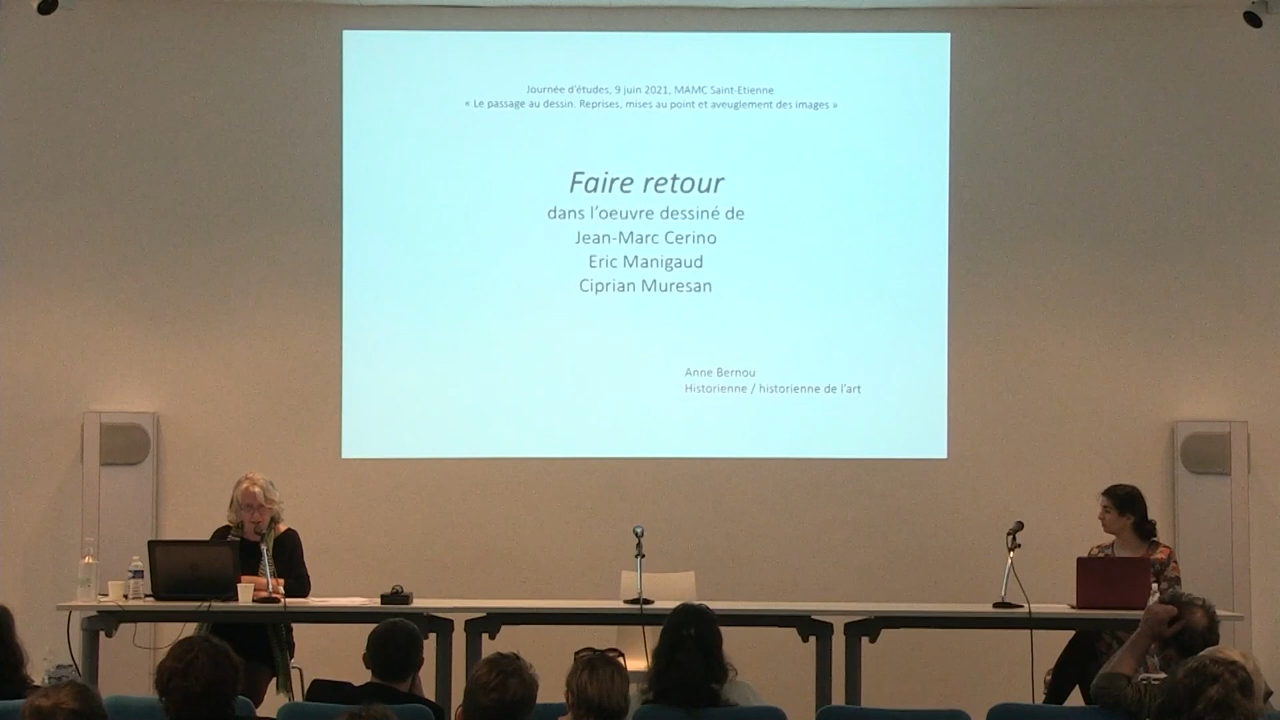 Journée d'études, 9 juin 2021, MAMC Saint-Etienne
« Le passage au dessin. Reprises, mises au point et aveuglement des images »
Faire retour
dans l'oeuvre dessiné de
Jean-Marc Cerino
Eric Manigaud
Ciprian Muresan
Anne Bernou
Historienne / historienne de l'art